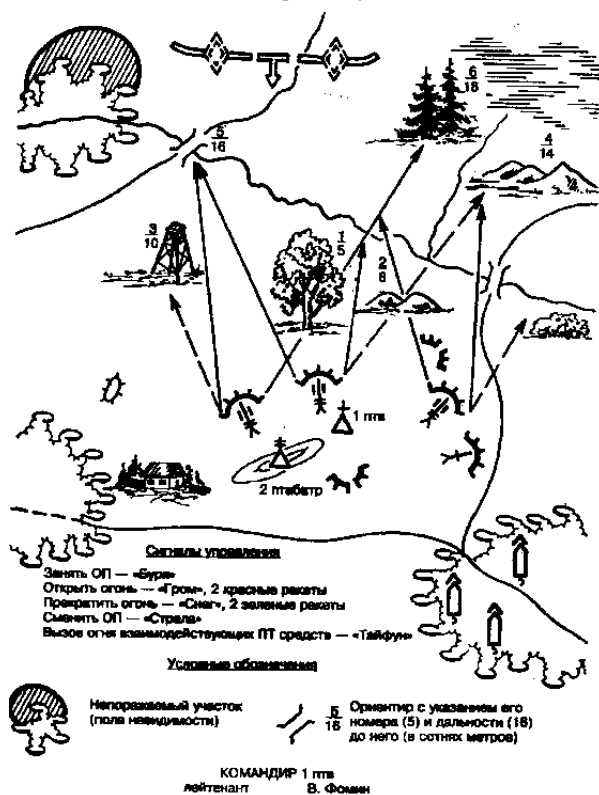 6
18
5
16
4
14
3
10
1
5
2
8
1 птв
2 птабатр
Сигналы управления
Занять ОП — «Буря»
Открыть огонь — «Гром», 2 красные ракеты
Прекратить огонь — «Снег», 2 зеленые ракеты
Сменить ОП — «Стрела»
Вызов огня взаимодействующих ПТ средств — «Тайфун»
Условные обозначения
Непоражаемый участок
(поля невидимости)
5
16
Ориентир с указанием его
номера (5) и дальности (16)
до него (в сотнях метров)
КОМАНДИР 1 птв
лейтенант В. Фомин